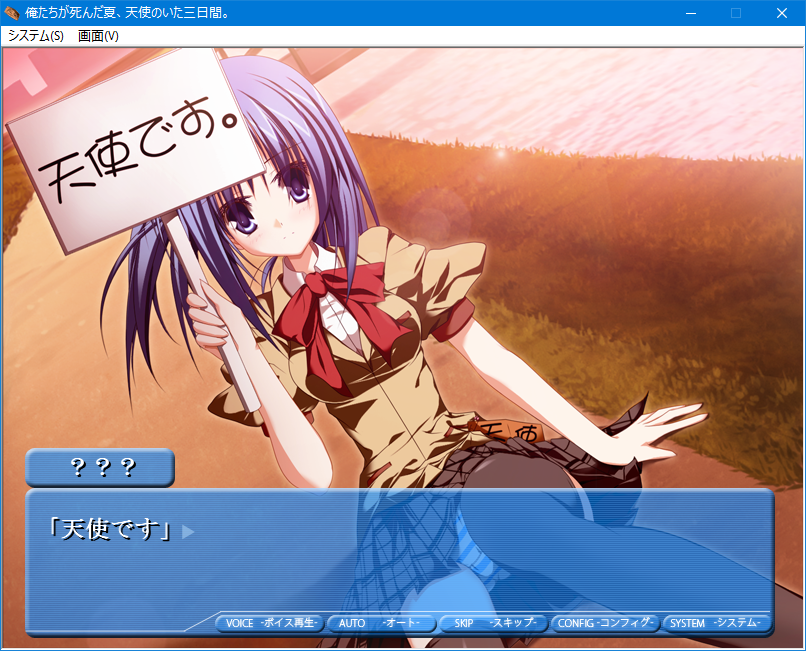 俺たちが死んだ夏、天使のいた三日間。
システム(S) 画面(V)
天使です。
天使
？？？
「天使です」
VOICE -ボイス再生- AUTO -オート- SKIP -スキップ- CONFIG -コンフィグ- SYSTEM -システム-